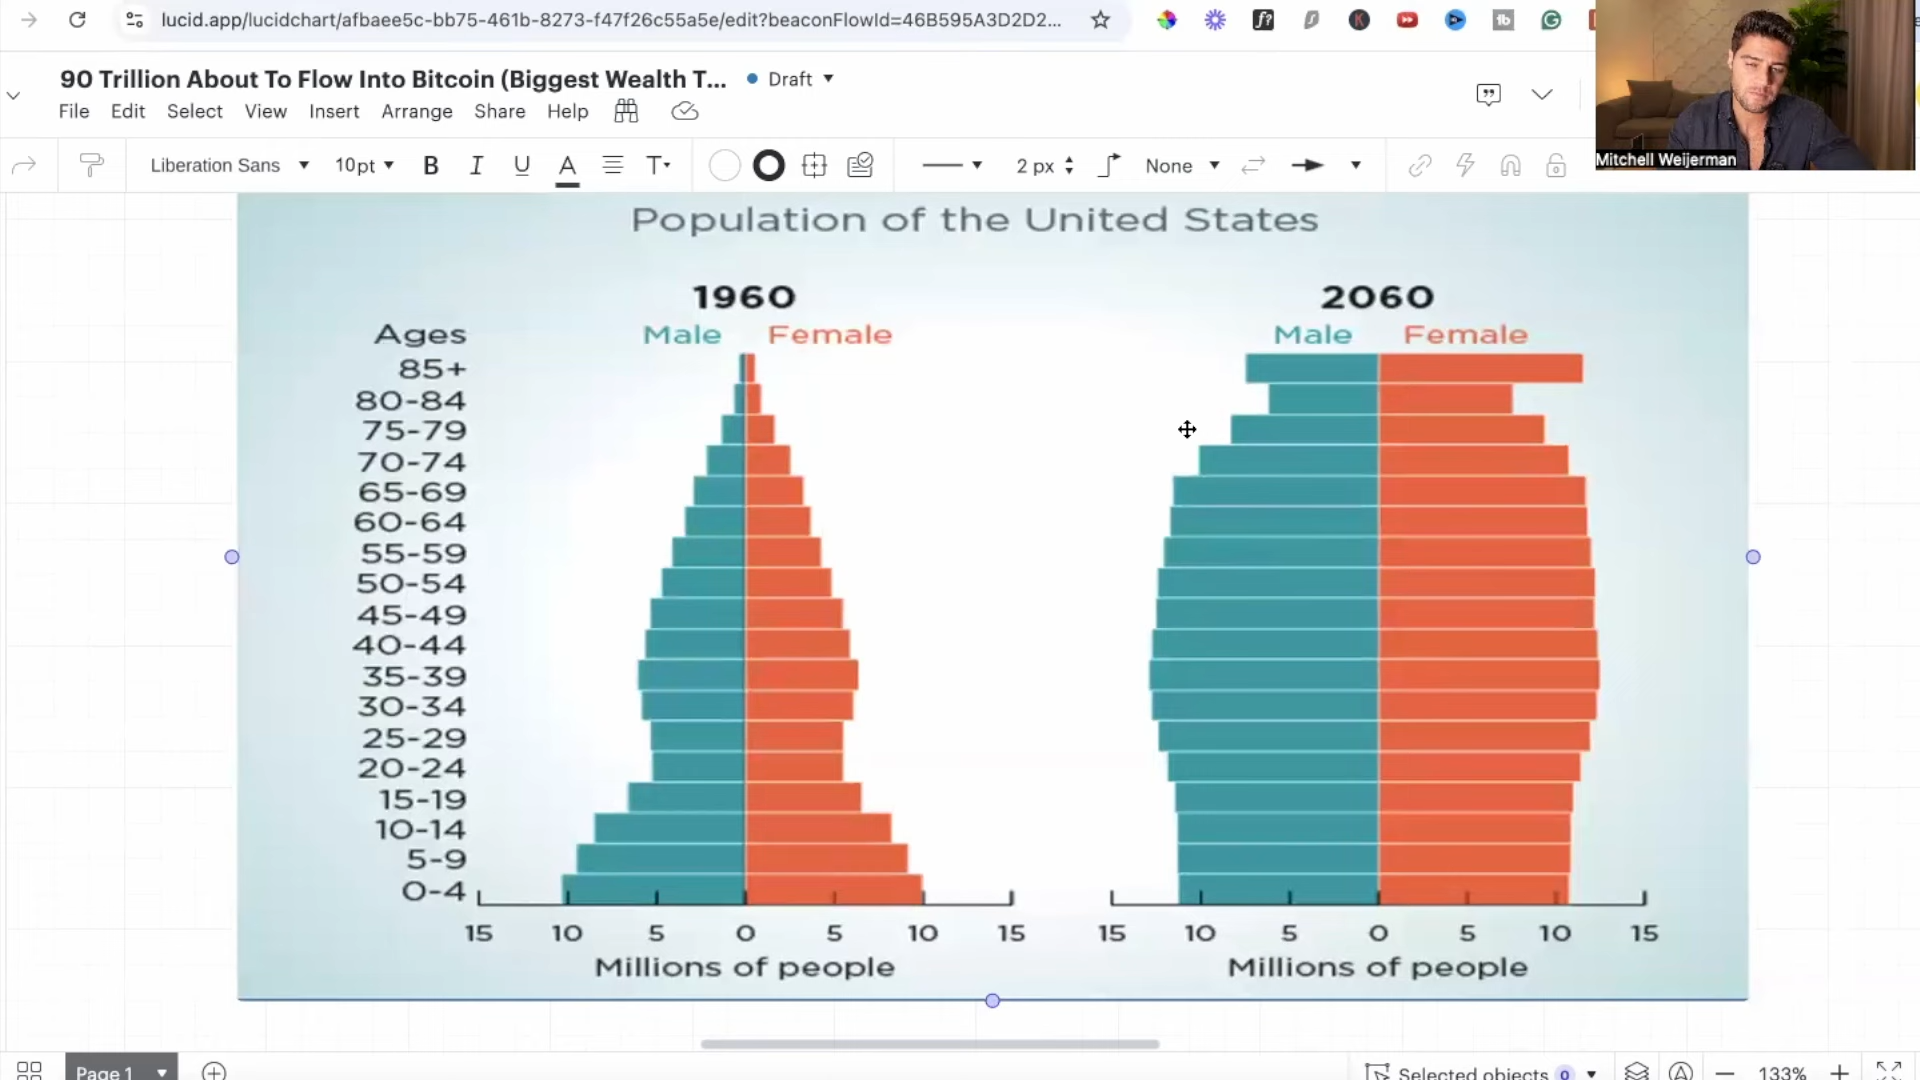 lucid.app/lucidchart/afbaee5c-bb75-461b-8273-f47f26c55a5e/edit?beaconFlowId=46B595A3D2D2...
90 Trillion About To Flow Into Bitcoin (Biggest Wealth T... Draft
File Edit Select View Insert Arrange Share Help
Liberation Sans 10pt B I U A T 2 px None
Mitchell Weijerman
Population of the United States
1960 2060
Ages Male Female Male Female
85+
80-84
75-79
70-74
65-69
60-64
55-59
50-54
45-49
40-44
35-39
30-34
25-29
20-24
15-19
10-14
5-9
0-4
15 10 5 0 5 10 15 15 10 5 0 5 10 15
Millions of people Millions of people
Page 1 Selected objects 0 133%